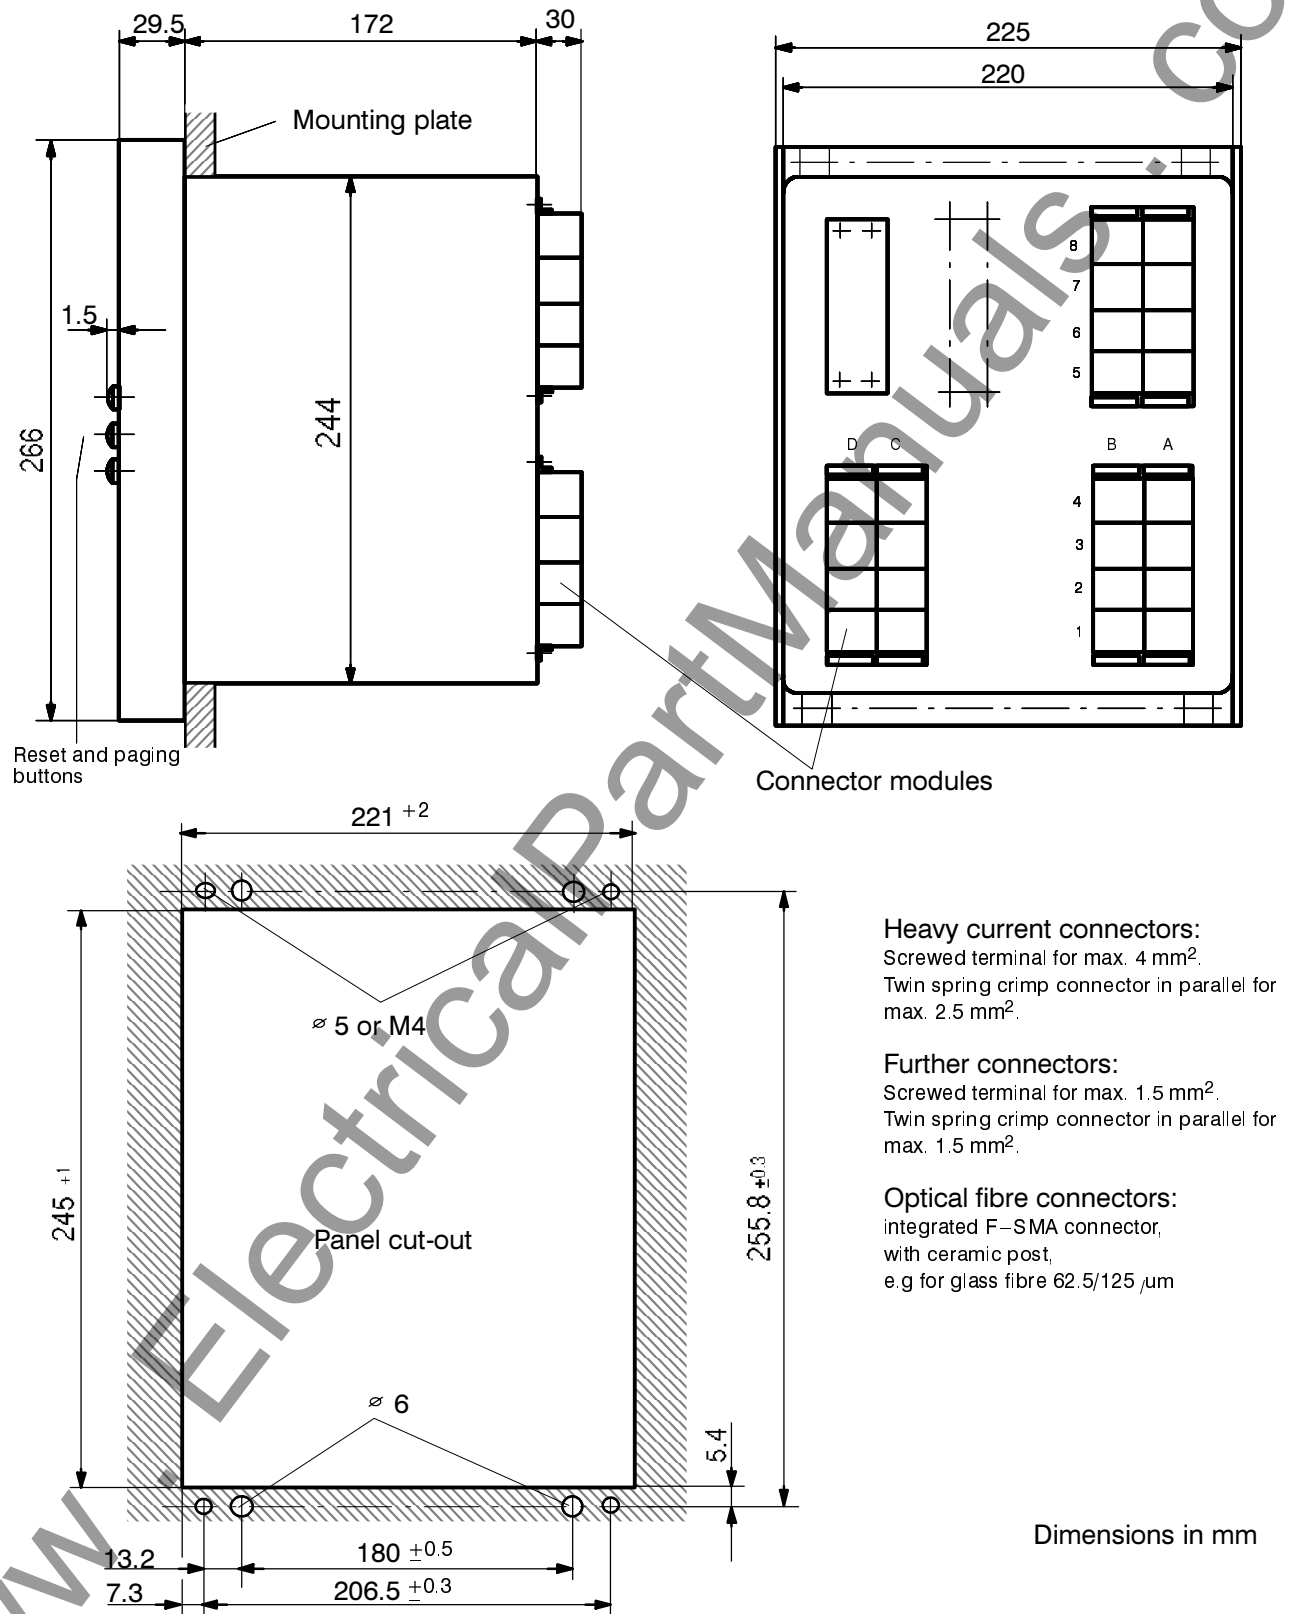 29.5
172
30
225
220
Mounting plate
1.5
266
244
8
7
6
5
D
C
B
A
4
3
2
1
Reset and paging
buttons
Connector modules
221 +2
⌀ 5 or M4
245 +1
Panel cut-out
255.8 ±0.3
⌀ 6
5.4
13.2
180 ±0.5
7.3
206.5 ±0.3
Heavy current connectors:
Screwed terminal for max. 4 mm².
Twin spring crimp connector in parallel for
max. 2.5 mm².
Further connectors:
Screwed terminal for max. 1.5 mm².
Twin spring crimp connector in parallel for
max. 1.5 mm².
Optical fibre connectors:
integrated F–SMA connector,
with ceramic post,
e.g for glass fibre 62.5/125 /um
Dimensions in mm
w . ElectricalPartManuals . co